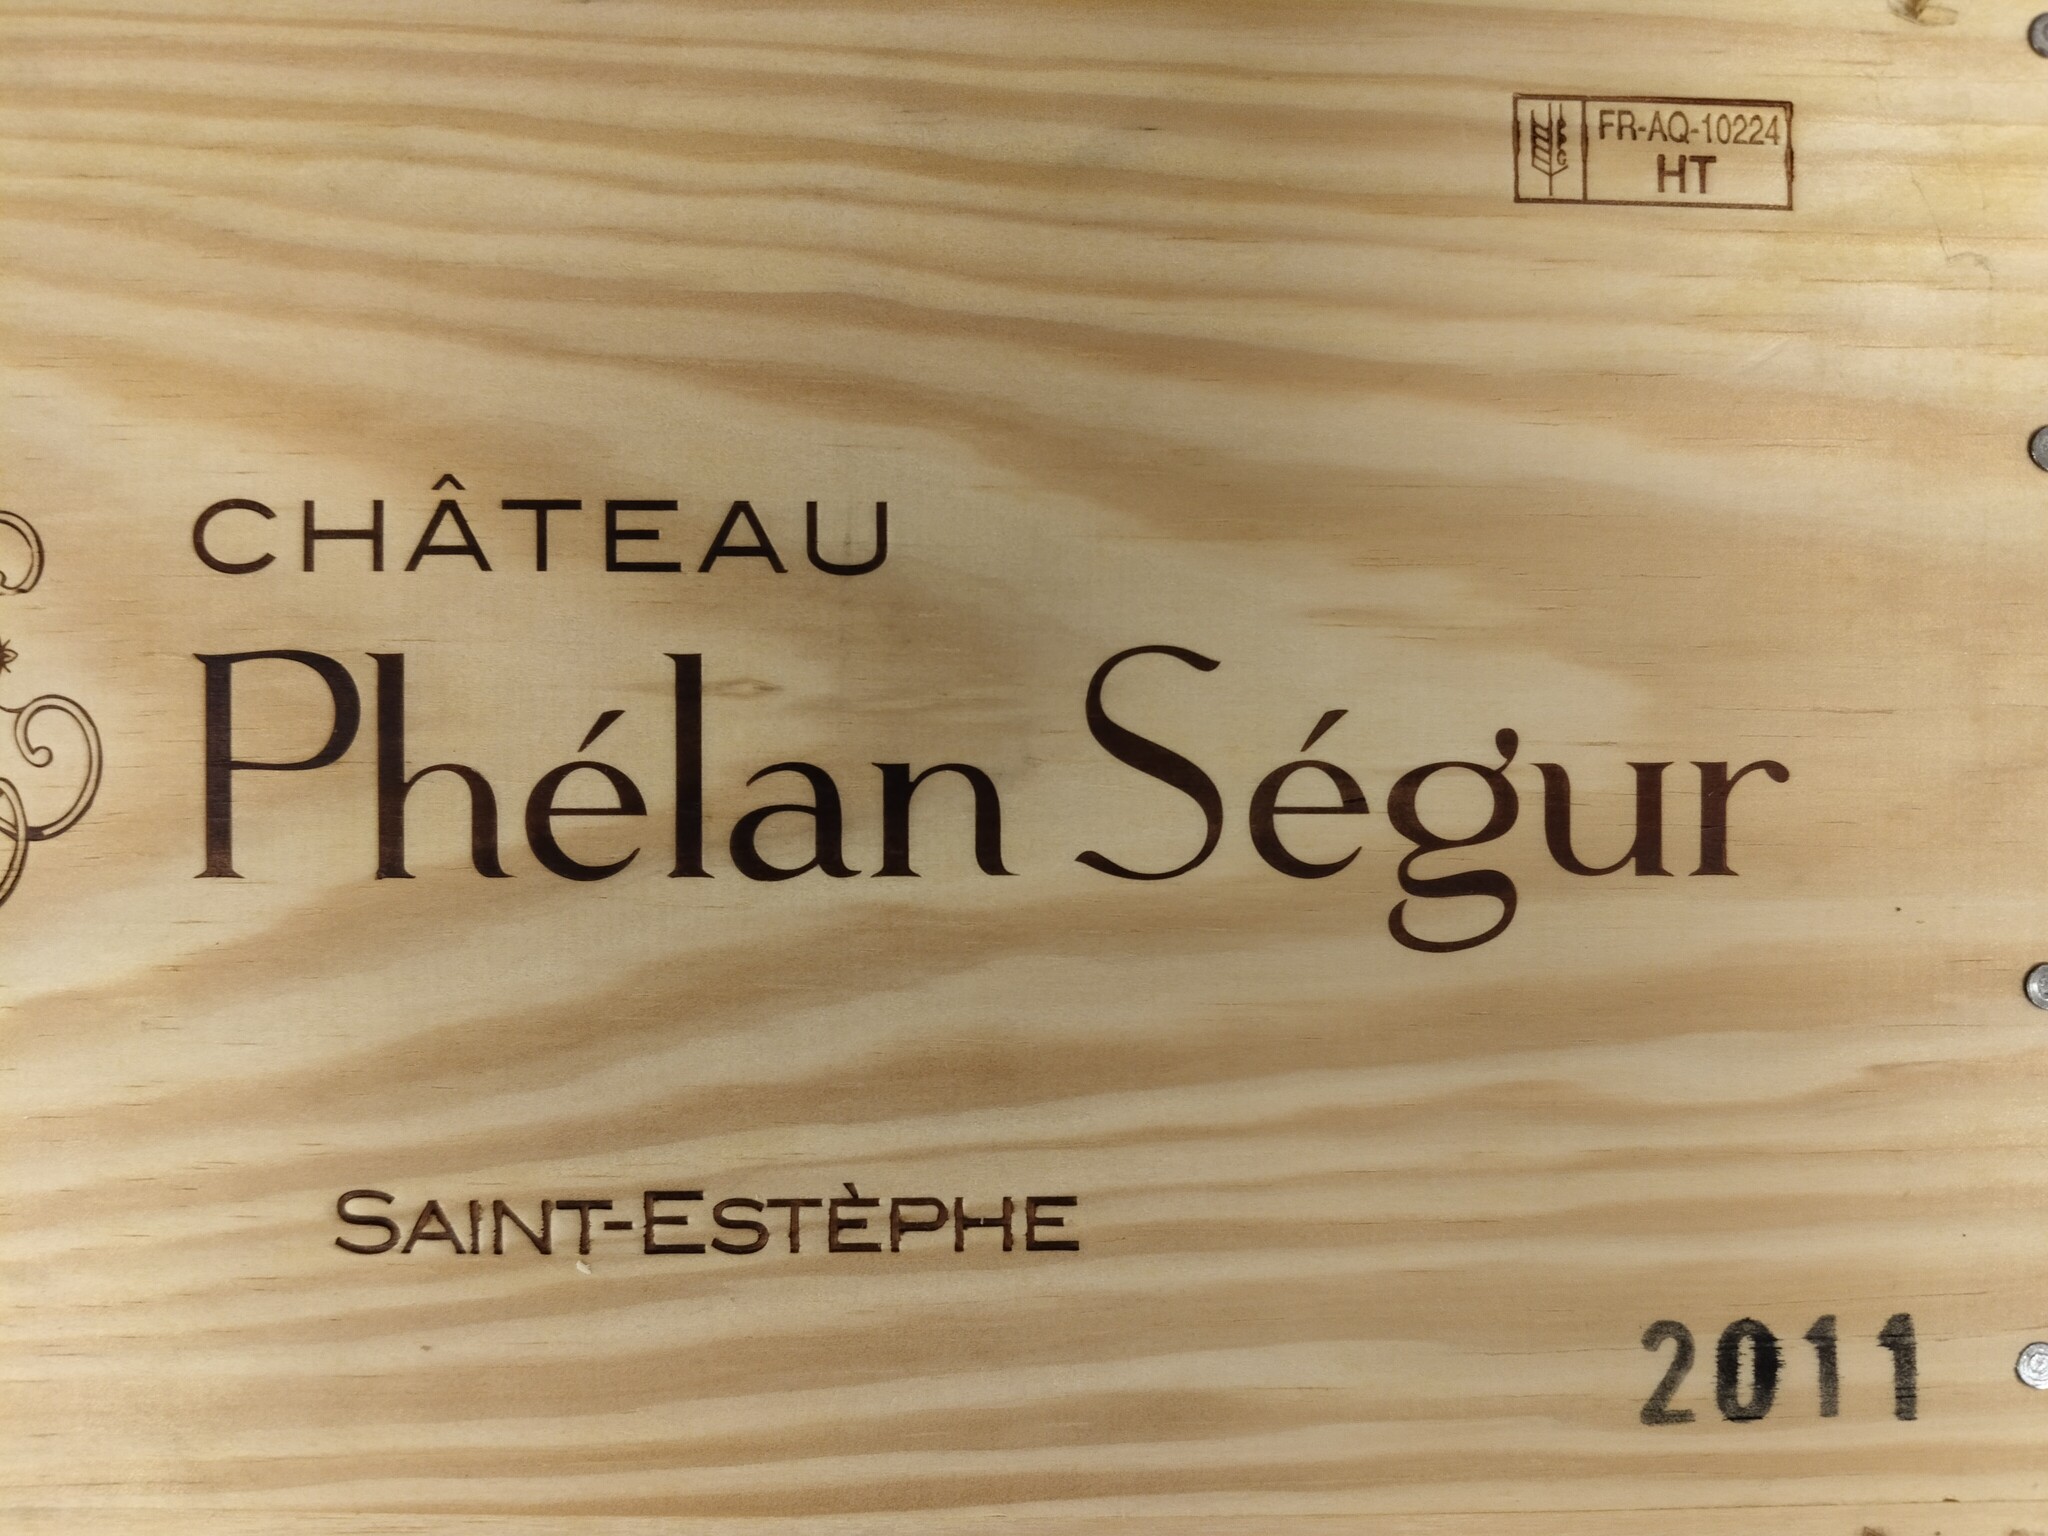 FR-AQ-10224
HT
CHÂTEAU
Phélan Ségur
SAINT-ESTÈPHE
2011